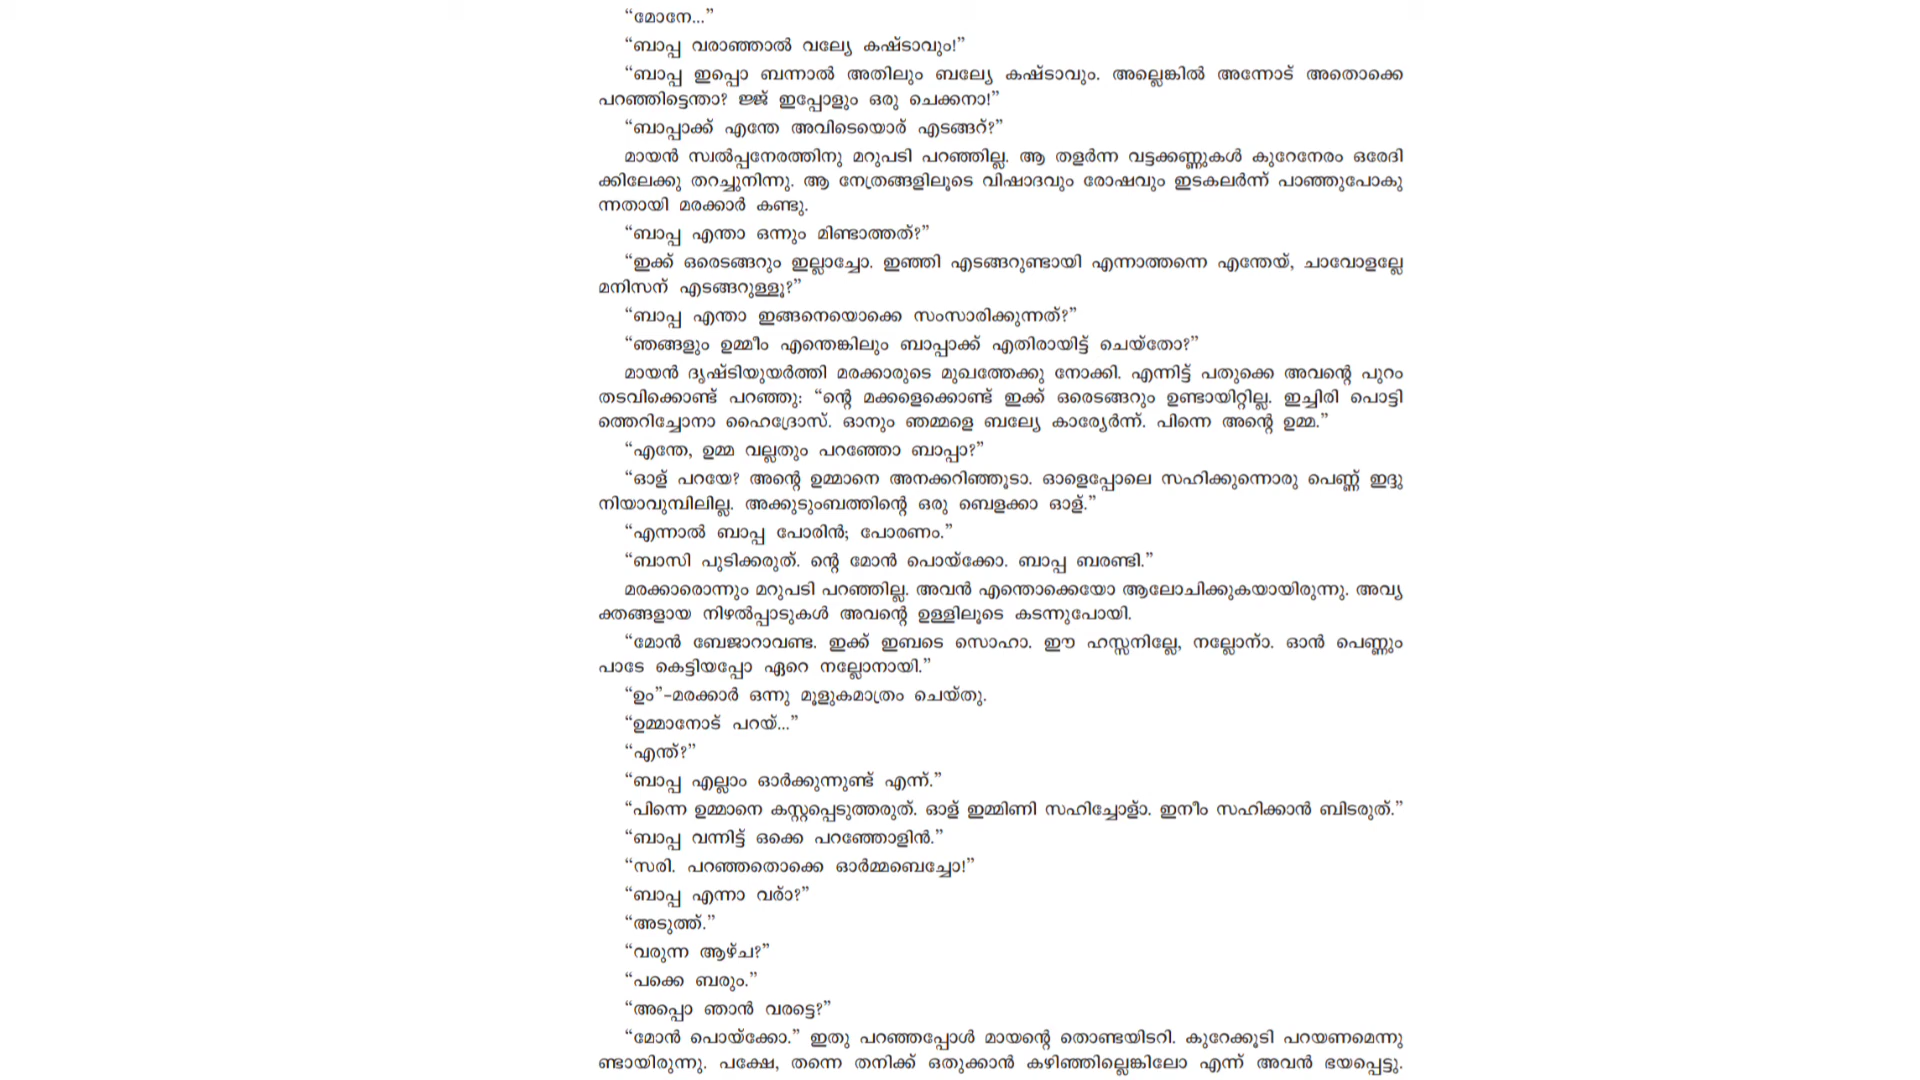 “മോനേ...”
“ബാപ്പ വരാഞ്ഞാൽ വല്യേ കഷ്ടാവും!”
“ബാപ്പ ഇപ്പൊ ബന്നാൽ അതിലും ബല്യേ കഷ്ടാവും. അല്ലെങ്കിൽ അന്നോട് അതൊക്കെ
പറഞ്ഞിട്ടെന്താ? ജ്ജ് ഇപ്പോളും ഒരു ചെക്കനാ!”
“ബാപ്പാക്ക് എന്തേ അവിടെയൊര് എടങ്ങറ്?”
മായൻ സ്വൽപ്പനേരത്തിനു മറുപടി പറഞ്ഞില്ല. ആ തളർന്ന വട്ടക്കണ്ണുകൾ കുറേനേരം ഒരേദി
ക്കിലേക്കു തറച്ചുനിന്നു. ആ നേത്രങ്ങളിലൂടെ വിഷാദവും രോഷവും ഇടകലർന്ന് പാഞ്ഞുപോകു
ന്നതായി മരക്കാർ കണ്ടു.
“ബാപ്പ എന്താ ഒന്നും മിണ്ടാത്തത്?”
“ഇക്ക് ഒരെടങ്ങറും ഇല്ലാച്ചോ. ഇഞ്ഞി എടങ്ങറുണ്ടായി എന്നാത്തന്നെ എന്തേയ്, ചാവോളല്ലേ
മനിസന് എടങ്ങറുള്ളൂ?”
“ബാപ്പ എന്താ ഇങ്ങനെയൊക്കെ സംസാരിക്കുന്നത്?”
“ഞങ്ങളും ഉമ്മീം എന്തെങ്കിലും ബാപ്പാക്ക് എതിരായിട്ട് ചെയ്തോ?”
മായൻ ദൃഷ്ടിയുയർത്തി മരക്കാരുടെ മുഖത്തേക്കു നോക്കി. എന്നിട്ട് പതുക്കെ അവന്റെ പുറം
തടവിക്കൊണ്ട് പറഞ്ഞു: “ന്റെ മക്കളെക്കൊണ്ട് ഇക്ക് ഒരെടങ്ങറും ഉണ്ടായിറ്റില്ല. ഇച്ചിരി പൊട്ടി
ത്തെറിച്ചോനാ ഹൈദ്രോസ്. ഓനും ഞമ്മളെ ബല്യേ കാര്യേർന്ന്. പിന്നെ അന്റെ ഉമ്മ.”
“എന്തേ, ഉമ്മ വല്ലതും പറഞ്ഞോ ബാപ്പാ?”
“ഓള് പറയേ? അന്റെ ഉമ്മാനെ അനക്കറിഞ്ഞൂടാ. ഓളെപ്പോലെ സഹിക്കുന്നൊരു പെണ്ണ് ഇദ്ദു
നിയാവുമ്പിലില്ല. അക്കുടുംബത്തിന്റെ ഒരു ബെളക്കാ ഓള്.”
“എന്നാൽ ബാപ്പ പോരിൻ; പോരണം.”
“ബാസി പുടിക്കരുത്. ന്റെ മോൻ പൊയ്ക്കോ. ബാപ്പ ബരണ്ടി.”
മരക്കാരൊന്നും മറുപടി പറഞ്ഞില്ല. അവൻ എന്തൊക്കെയോ ആലോചിക്കുകയായിരുന്നു. അവ്യ
ക്തങ്ങളായ നിഴൽപ്പാടുകൾ അവന്റെ ഉള്ളിലൂടെ കടന്നുപോയി.
“മോൻ ബേജാറാവണ്ട. ഇക്ക് ഇബടെ സൊഹാ. ഈ ഹസ്സനില്ലേ, നല്ലോന്നാ. ഓൻ പെണ്ണും
പാടേ കെട്ടിയപ്പോ ഏറെ നല്ലോനായി.”
“ഉം”–മരക്കാർ ഒന്നു മൂളുകമാത്രം ചെയ്തു.
“ഉമ്മാനോട് പറയ്...”
“എന്ത്?”
“ബാപ്പ എല്ലാം ഓർക്കുന്നുണ്ട് എന്ന്.”
“പിന്നെ ഉമ്മാനെ കസ്റ്റപ്പെടുത്തരുത്. ഓള് ഇമ്മിണി സഹിച്ചോള്ാ. ഇനീം സഹിക്കാൻ ബിടരുത്.”
“ബാപ്പ വന്നിട്ട് ഒക്കെ പറഞ്ഞോളിൻ.”
“സരി. പറഞ്ഞതൊക്കെ ഓർമ്മബെച്ചോ!”
“ബാപ്പ എന്നാ വര്ാ?”
“അടുത്ത്.”
“വരുന്ന ആഴ്ച?”
“പക്കെ ബരും.”
“അപ്പൊ ഞാൻ വരട്ടെ?”
“മോൻ പൊയ്ക്കോ.” ഇതു പറഞ്ഞപ്പോൾ മായന്റെ തൊണ്ടയിടറി. കുറേക്കൂടി പറയണമെന്നു
ണ്ടായിരുന്നു. പക്ഷേ, തന്നെ തനിക്ക് ഒതുക്കാൻ കഴിഞ്ഞില്ലെങ്കിലോ എന്ന് അവൻ ഭയപ്പെട്ടു.